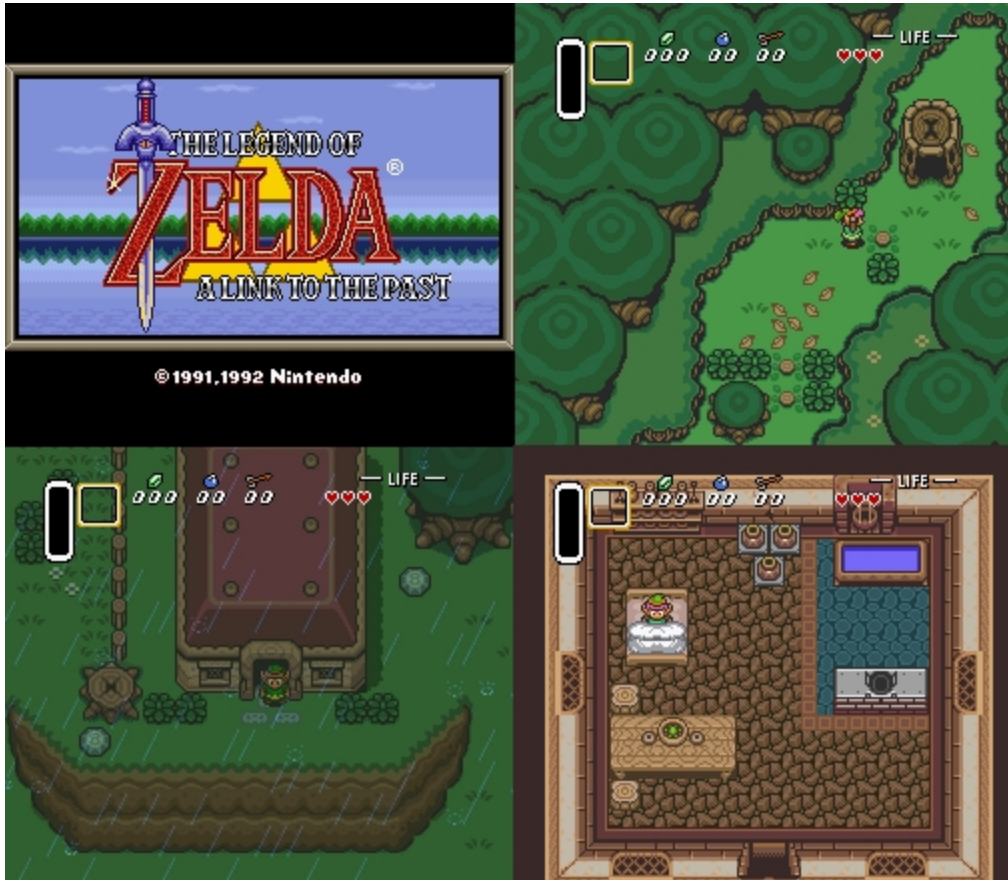 THE LEGEND OF
ZELDA®
A LINK TO THE PAST
©1991,1992 Nintendo
— LIFE —
000 00 00
— LIFE —
000 00 00
— LIFE —
000 00 00